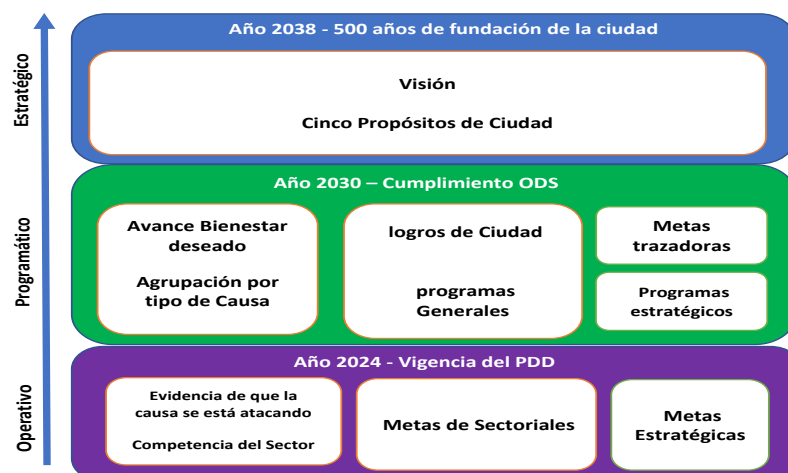 Estratégico
Año 2038 - 500 años de fundación de la ciudad
Visión
Cinco Propósitos de Ciudad
Programático
Año 2030 – Cumplimiento ODS
Avance Bienestar
deseado
Agrupación por
tipo de Causa
logros de Ciudad
programas
Generales
Metas
trazadoras
Programas
estratégicos
Operativo
Año 2024 - Vigencia del PDD
Evidencia de que la
causa se está atacando
Competencia del Sector
Metas de Sectoriales
Metas
Estratégicas